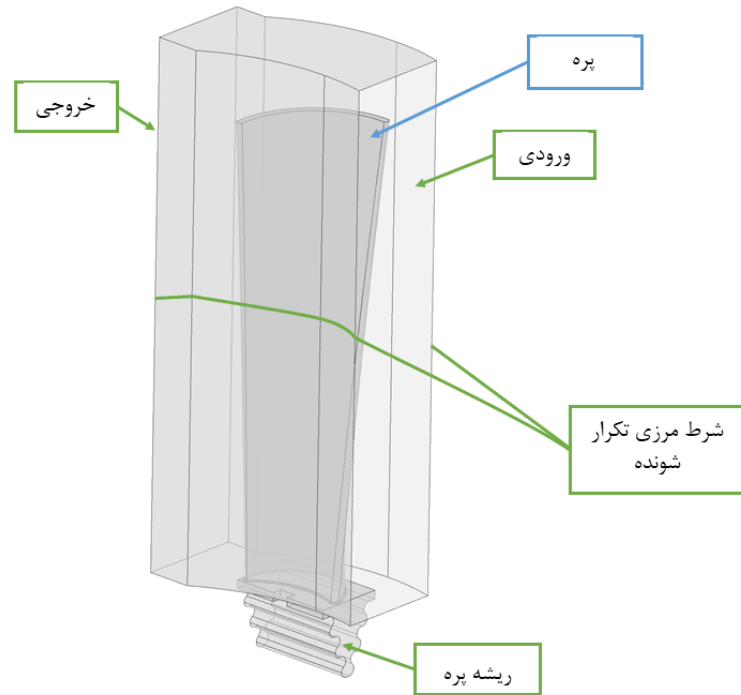 پره
خروجی
ورودی
شرط مرزی تکرار
شونده
ریشه پره